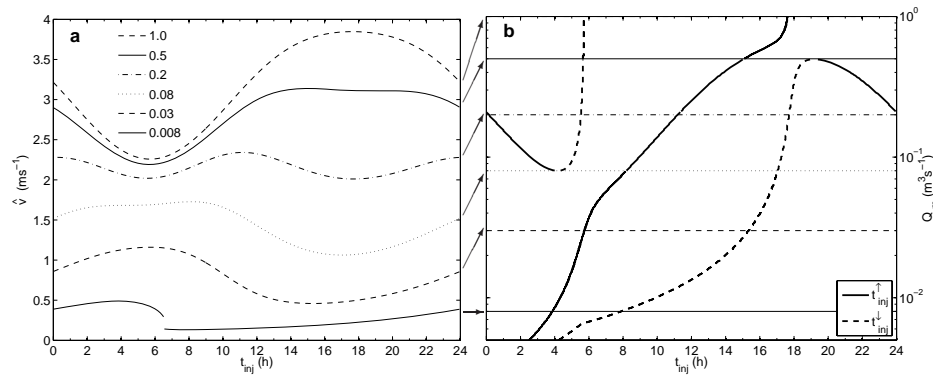 a
1.0
0.5
0.2
0.08
0.03
0.008
4
3.5
3
2.5
2
1.5
1
0.5
0
v̂ (ms⁻¹)
0 2 4 6 8 10 12 14 16 18 20 22 24
t_inj (h)
b
10⁰
10⁻¹
10⁻²
Q (m³s⁻¹)
t↑_inj
t↓_inj
0 2 4 6 8 10 12 14 16 18 20 22 24
t_inj (h)